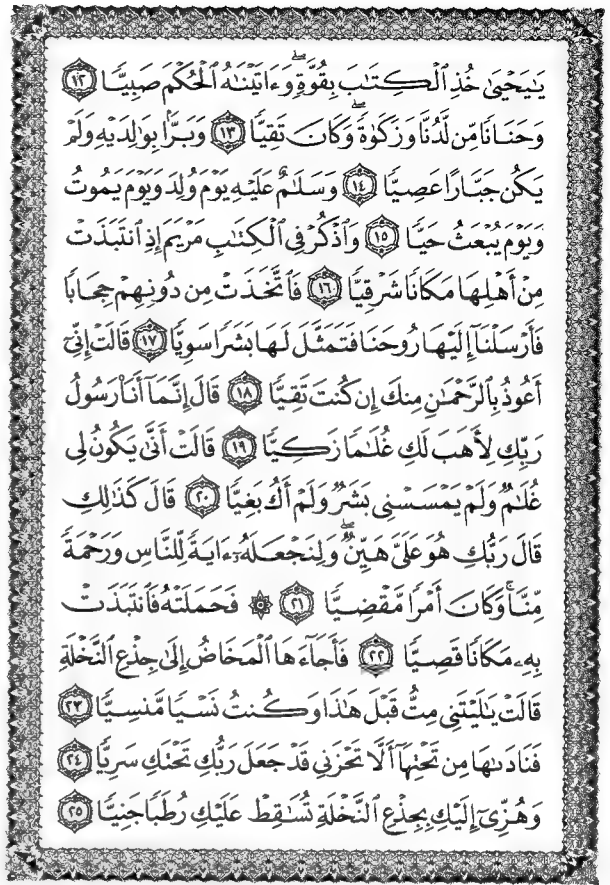 يَـٰيَحْيَىٰ خُذِ ٱلْكِتَـٰبَ بِقُوَّةٍۖ وَءَاتَيْنَـٰهُ ٱلْحُكْمَ صَبِيًّا ١٢
وَحَنَانًا مِّن لَّدُنَّا وَزَكَوٰةًۖ وَكَانَ تَقِيًّا ١٣ وَبَرًّۢا بِوَٰلِدَيْهِ وَلَمْ
يَكُن جَبَّارًا عَصِيًّا ١٤ وَسَلَـٰمٌ عَلَيْهِ يَوْمَ وُلِدَ وَيَوْمَ يَمُوتُ
وَيَوْمَ يُبْعَثُ حَيًّا ١٥ وَٱذْكُرْ فِى ٱلْكِتَـٰبِ مَرْيَمَ إِذِ ٱنتَبَذَتْ
مِنْ أَهْلِهَا مَكَانًا شَرْقِيًّا ١٦ فَٱتَّخَذَتْ مِن دُونِهِمْ حِجَابًا
فَأَرْسَلْنَآ إِلَيْهَا رُوحَنَا فَتَمَثَّلَ لَهَا بَشَرًا سَوِيًّا ١٧ قَالَتْ إِنِّىٓ
أَعُوذُ بِٱلرَّحْمَـٰنِ مِنكَ إِن كُنتَ تَقِيًّا ١٨ قَالَ إِنَّمَآ أَنَا۠ رَسُولُ
رَبِّكِ لِأَهَبَ لَكِ غُلَـٰمًا زَكِيًّا ١٩ قَالَتْ أَنَّىٰ يَكُونُ لِى
غُلَـٰمٌ وَلَمْ يَمْسَسْنِى بَشَرٌ وَلَمْ أَكُ بَغِيًّا ٢٠ قَالَ كَذَٰلِكِ
قَالَ رَبُّكِ هُوَ عَلَىَّ هَيِّنٌۖ وَلِنَجْعَلَهُۥٓ ءَايَةً لِّلنَّاسِ وَرَحْمَةً
مِّنَّاۚ وَكَانَ أَمْرًا مَّقْضِيًّا ٢١ ۞ فَحَمَلَتْهُ فَٱنتَبَذَتْ
بِهِۦ مَكَانًا قَصِيًّا ٢٢ فَأَجَآءَهَا ٱلْمَخَاضُ إِلَىٰ جِذْعِ ٱلنَّخْلَةِ
قَالَتْ يَـٰلَيْتَنِى مِتُّ قَبْلَ هَـٰذَا وَكُنتُ نَسْيًا مَّنسِيًّا ٢٣
فَنَادَىٰهَا مِن تَحْتِهَآ أَلَّا تَحْزَنِى قَدْ جَعَلَ رَبُّكِ تَحْتَكِ سَرِيًّا ٢٤
وَهُزِّىٓ إِلَيْكِ بِجِذْعِ ٱلنَّخْلَةِ تُسَـٰقِطْ عَلَيْكِ رُطَبًا جَنِيًّا ٢٥